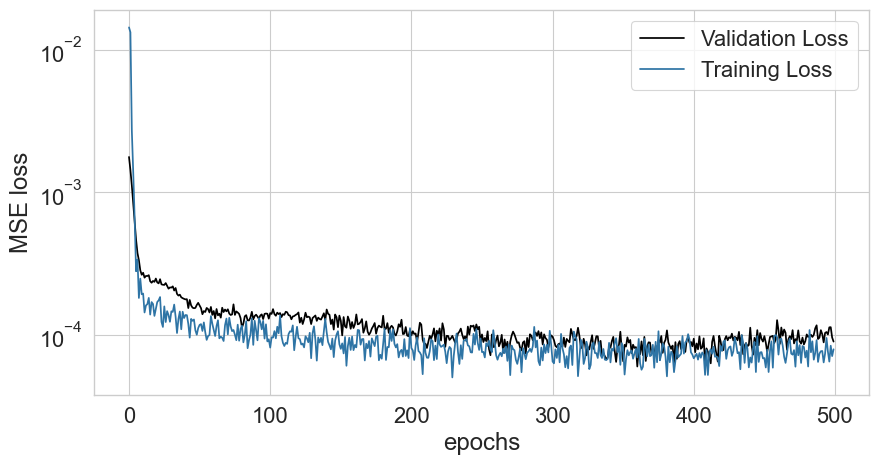 Validation Loss
Training Loss
MSE loss
10⁻²
10⁻³
10⁻⁴
0 100 200 300 400 500
epochs